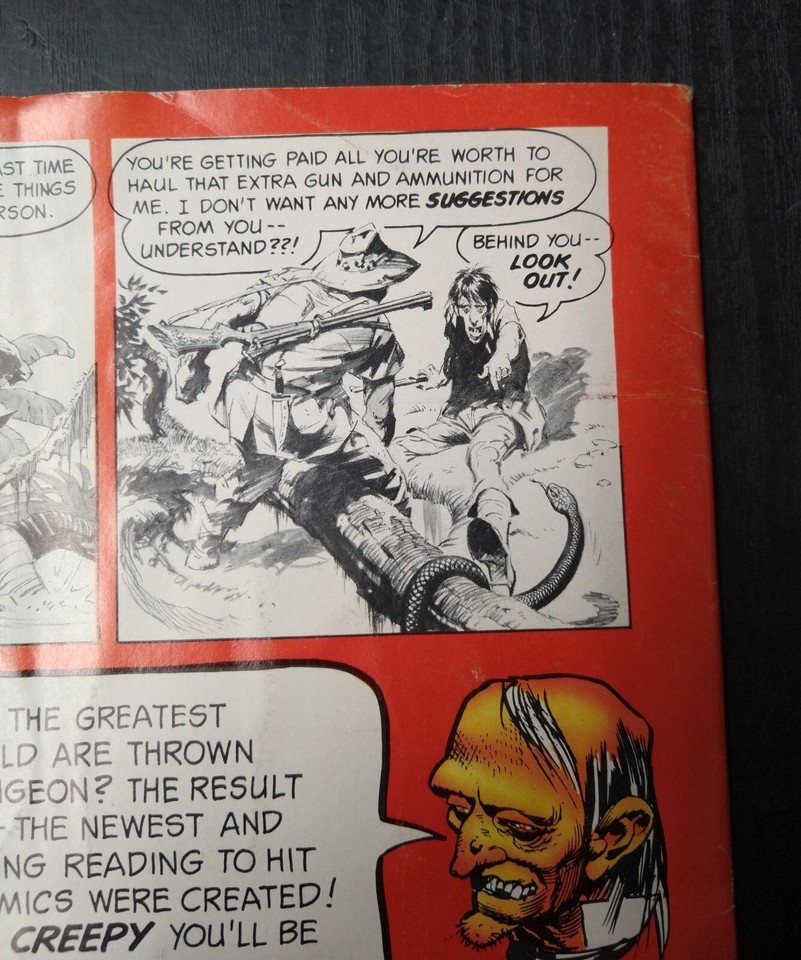 AST TIME
THINGS
RSON.
YOU'RE GETTING PAID ALL YOU'RE WORTH TO
HAUL THAT EXTRA GUN AND AMMUNITION FOR
ME. I DON'T WANT ANY MORE SUGGESTIONS
FROM YOU--
UNDERSTAND??!
BEHIND YOU--
LOOK
OUT!
THE GREATEST
LD ARE THROWN
GEON? THE RESULT
THE NEWEST AND
NG READING TO HIT
MICS WERE CREATED!
CREEPY YOU'LL BE